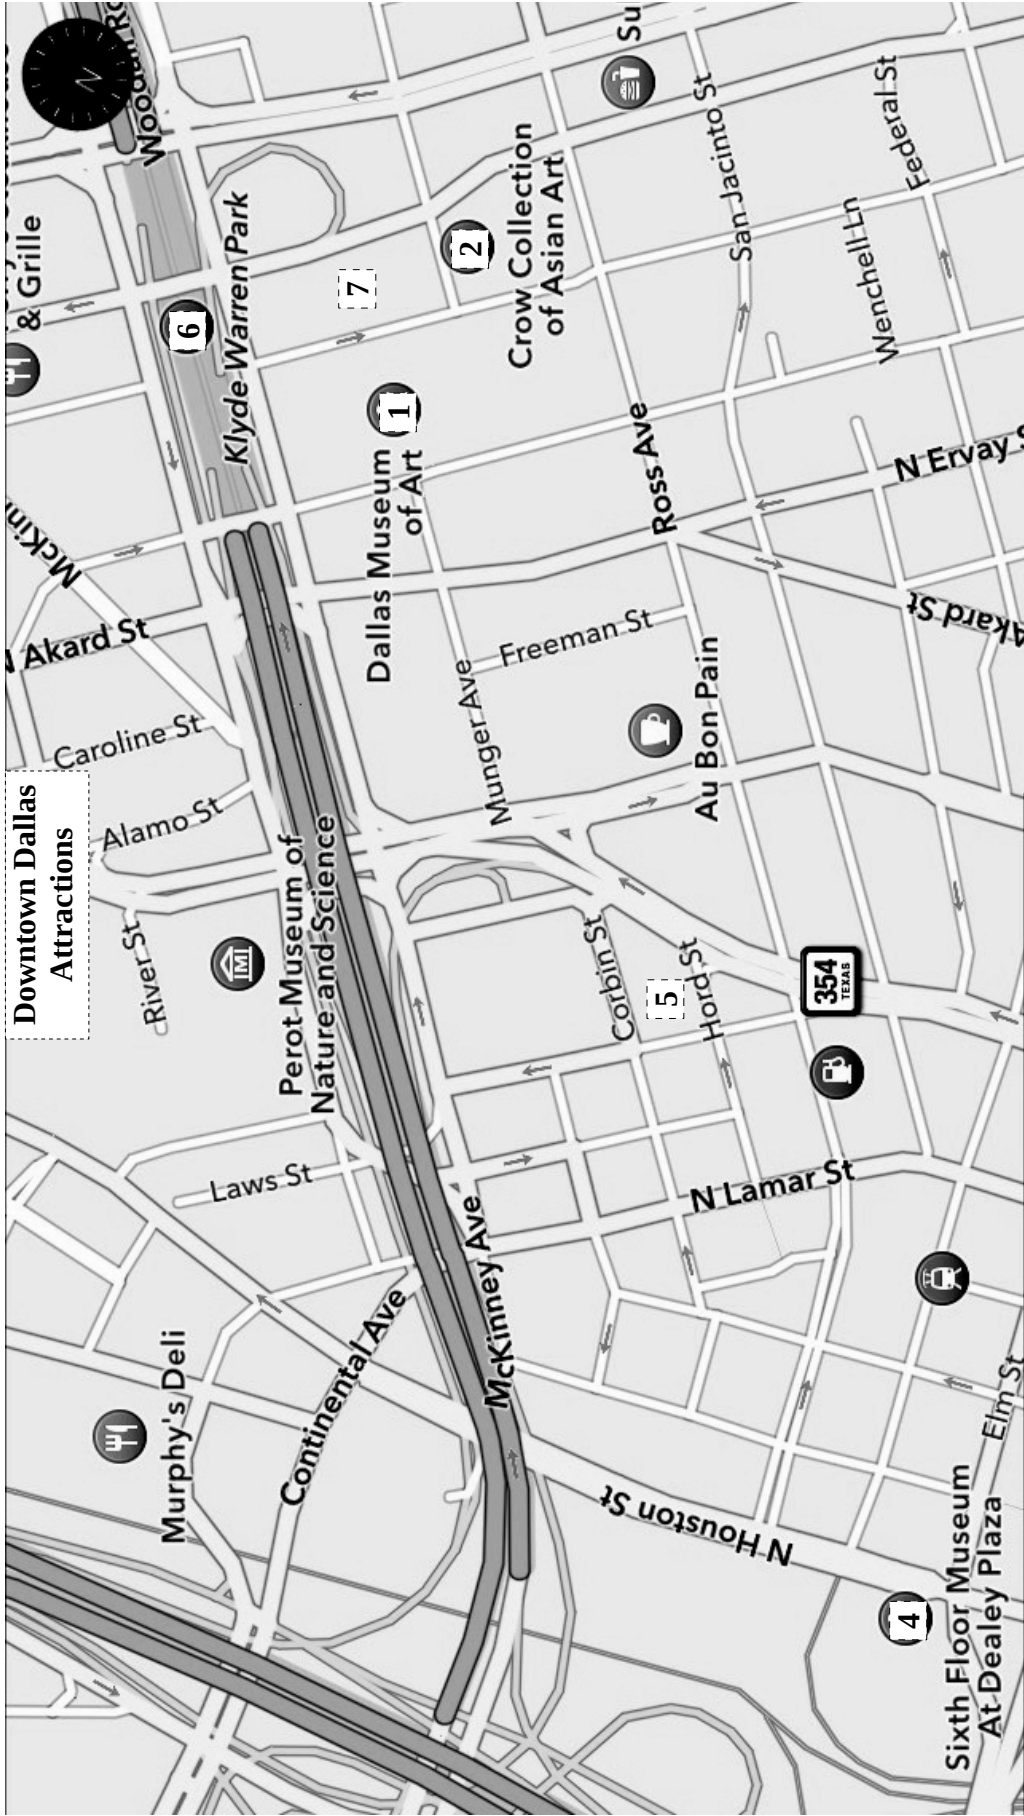 Downtown Dallas
Attractions
River St
Alamo St
Caroline St
N Akard St
McKinn
& Grille
Woodall Ro
N
6
Klyde Warren Park
Perot Museum of
Nature and Science
Laws St
Murphy's Deli
Continental Ave
McKinney Ave
7
1
Dallas Museum
of Art
2
Crow Collection
of Asian Art
Munger Ave
Freeman St
Ross Ave
Su
San Jacinto St
Corbin St
5
Hord St
Au Bon Pain
354
TEXAS
N Lamar St
N Houston St
Wenchell Ln
Federal St
N Ervay S
Akard St
Elm St
4
Sixth Floor Museum
At Dealey Plaza